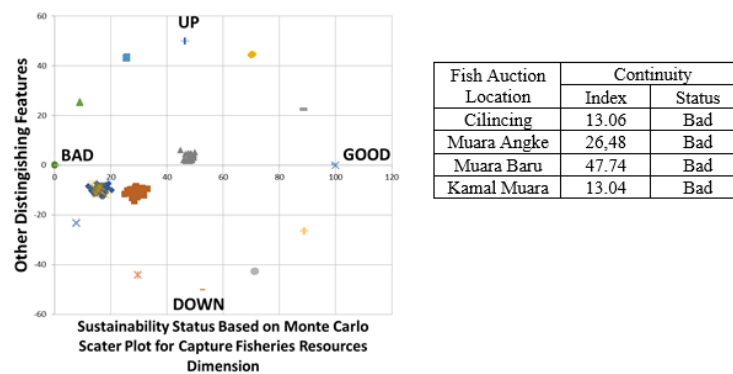 UP
60
40
20
0
-20
-40
-60
0 20 40 60 80 100 120
BAD
GOOD
DOWN
Other Distinguishing Features
Sustainability Status Based on Monte Carlo
Scater Plot for Capture Fisheries Resources
Dimension
Fish Auction Location Continuity
Index Status
Cilincing 13.06 Bad
Muara Angke 26,48 Bad
Muara Baru 47.74 Bad
Kamal Muara 13.04 Bad